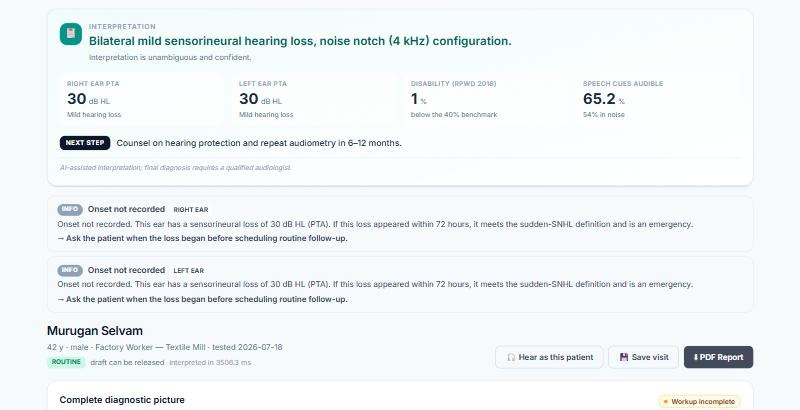 INTERPRETATION
Bilateral mild sensorineural hearing loss, noise notch (4 kHz) configuration.
Interpretation is unambiguous and confident.
RIGHT EAR PTA LEFT EAR PTA DISABILITY (RPWD 2016) SPEECH CUES AUDIBLE
30 dB HL 30 dB HL 1 % 65.2 %
Mild hearing loss Mild hearing loss below the 40% benchmark 54% in noise
NEXT STEP Counsel on hearing protection and repeat audiometry in 6–12 months.
AI-assisted interpretation; final diagnosis requires a qualified audiologist.
INFO Onset not recorded RIGHT EAR
Onset not recorded. This ear has a sensorineural loss of 30 dB HL (PTA). If this loss appeared within 72 hours, it meets the sudden-SNHL definition and is an emergency.
→ Ask the patient when the loss began before scheduling routine follow-up.
INFO Onset not recorded LEFT EAR
Onset not recorded. This ear has a sensorineural loss of 30 dB HL (PTA). If this loss appeared within 72 hours, it meets the sudden-SNHL definition and is an emergency.
→ Ask the patient when the loss began before scheduling routine follow-up.
Murugan Selvam
42 y · male · Factory Worker — Textile Mill · tested 2026-07-18
ROUTINE draft can be released interpreted in 3506.3 ms
Hear as this patient Save visit ⬇ PDF Report
Complete diagnostic picture Workup incomplete